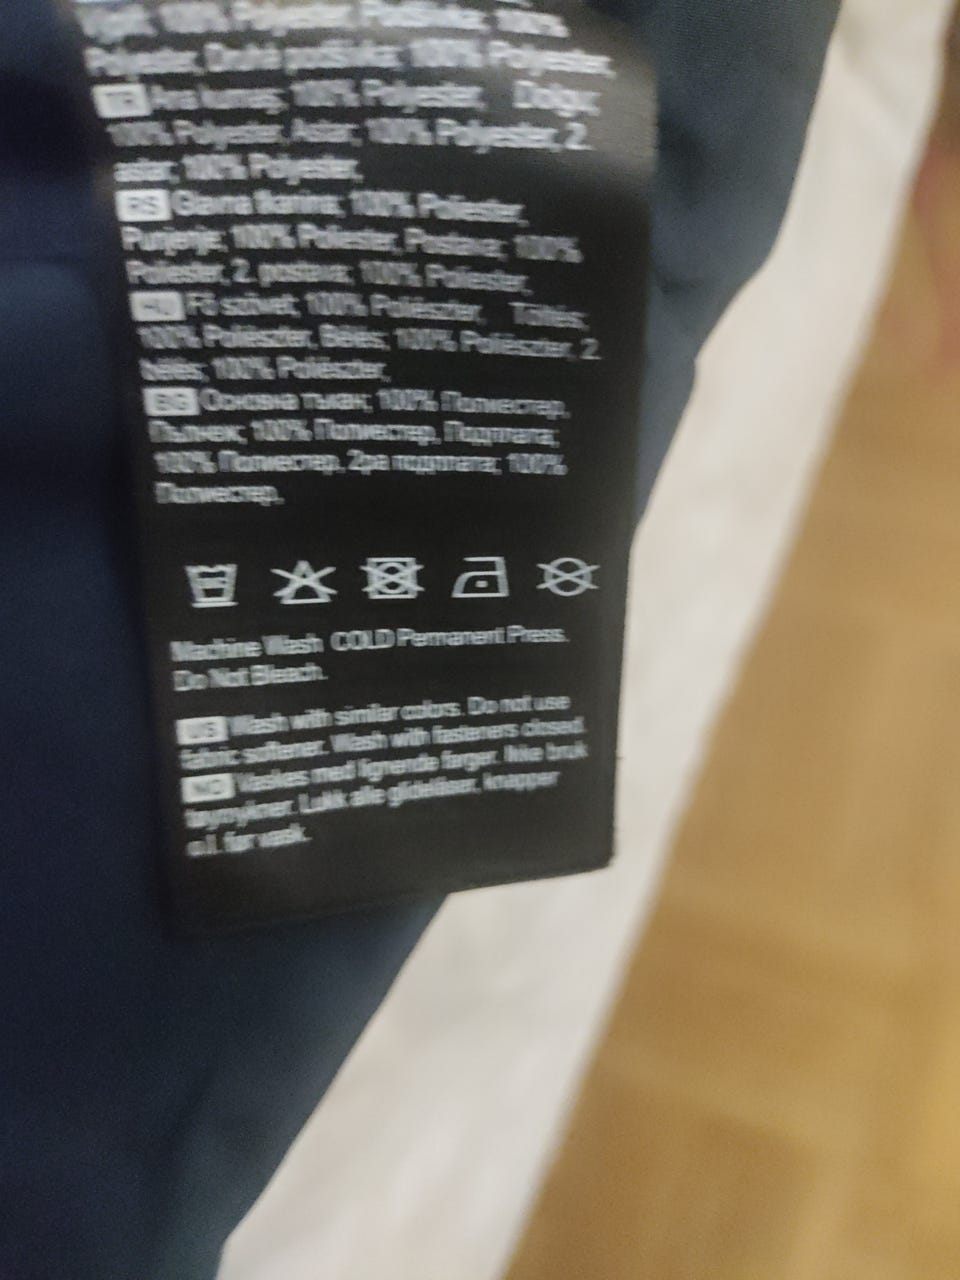 100% Polyester, Podšívka; 100%
Polyester, Druhé podšívka; 100% Polyester,
TR Ana kumaş; 100% Polyester, Dolgu;
100% Polyester, Astar; 100% Polyester, 2.
astar; 100% Polyester,
RS Glavna tkanina; 100% Poliester,
Punjenje; 100% Poliester, Postava; 100%
Poliester, 2. postava; 100% Poliester,
HU Fő szövet; 100% Poliészter, Töltés;
100% Poliészter, Bélés; 100% Poliészter, 2.
bélés; 100% Poliészter,
BG Основна тъкан; 100% Полиестер,
Пълнеж; 100% Полиестер, Подплата;
100% Полиестер, 2ра подплата; 100%
Полиестер,
Machine Wash COLD Permanent Press.
Do Not Bleach.
US Wash with similar colors. Do not use
fabric softener. Wash with fasteners closed.
NO Vaskes med lignende farger. Ikke bruk
tøymykner. Lukk alle glidelåser, knapper
o.l. før vask.